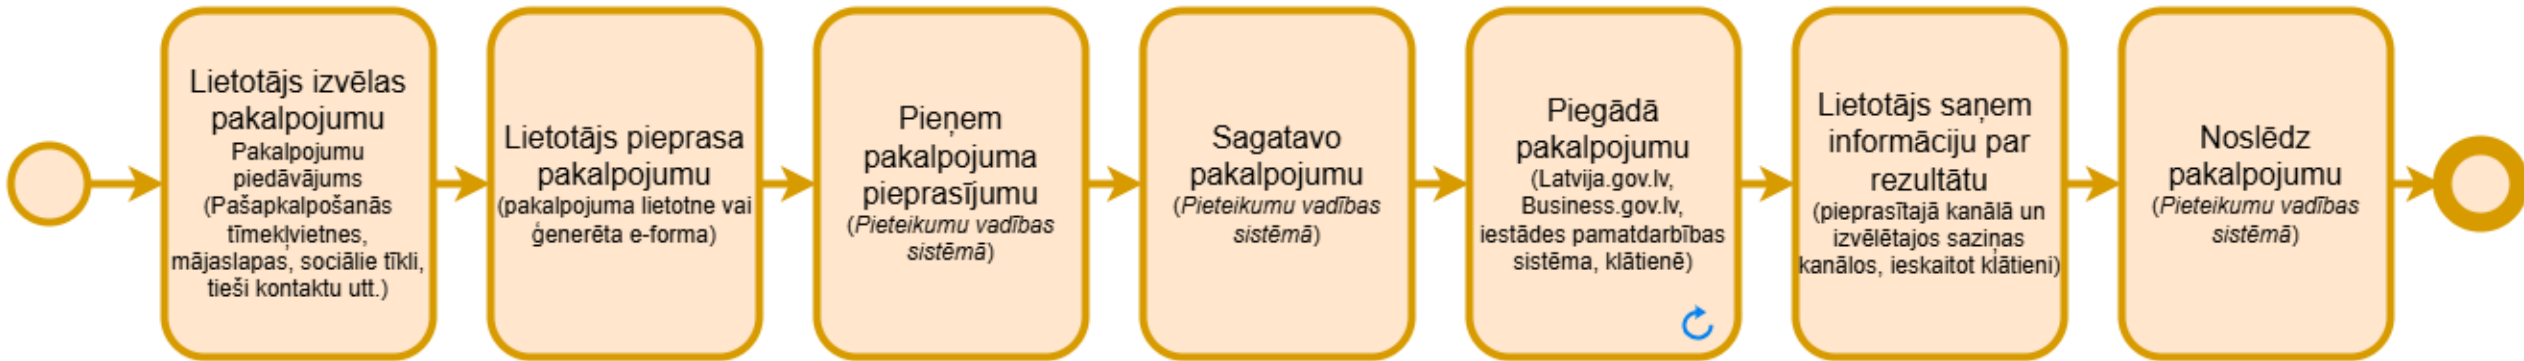 Lietotājs izvēlas
pakalpojumu
Pakalpojumu
piedāvājums
(Pašapkalpošanās
tīmekļvietnes,
mājaslapas, sociālie tīkli,
tieši kontaktu utt.)
Lietotājs pieprasa
pakalpojumu
(pakalpojuma lietotne vai
ģenerēta e-forma)
Pieņem
pakalpojuma
pieprasījumu
(Pieteikumu vadības
sistēmā)
Sagatavo
pakalpojumu
(Pieteikumu vadības
sistēmā)
Piegādā
pakalpojumu
(Latvija.gov.lv,
Business.gov.lv,
iestādes pamatdarbības
sistēma, klātienē)
Lietotājs saņem
informāciju par
rezultātu
(pieprasītajā kanālā un
izvēlētajos saziņas
kanālos, ieskaitot klātieni)
Noslēdz
pakalpojumu
(Pieteikumu vadības
sistēmā)